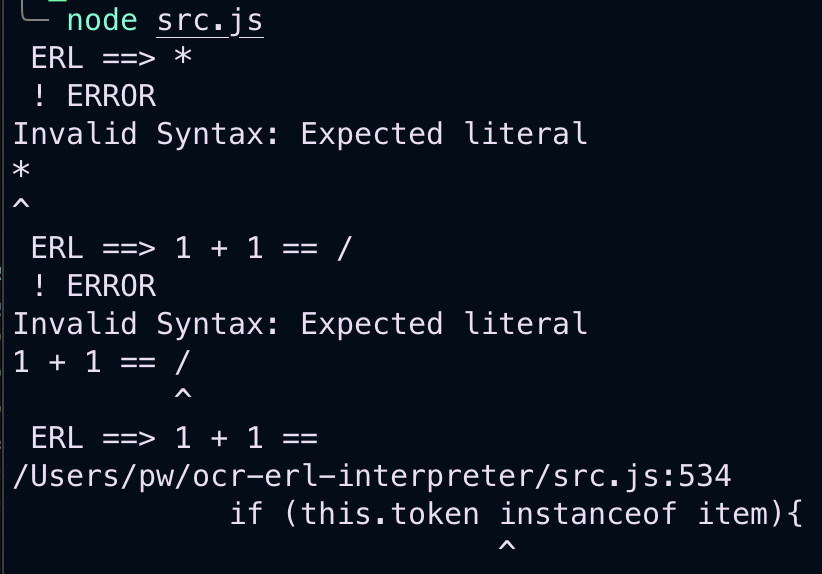 node src.js
ERL ==> *
! ERROR
Invalid Syntax: Expected literal
*
^
ERL ==> 1 + 1 == /
! ERROR
Invalid Syntax: Expected literal
1 + 1 == /
         ^
ERL ==> 1 + 1 ==
/Users/pw/ocr-erl-interpreter/src.js:534
            if (this.token instanceof item){
                           ^